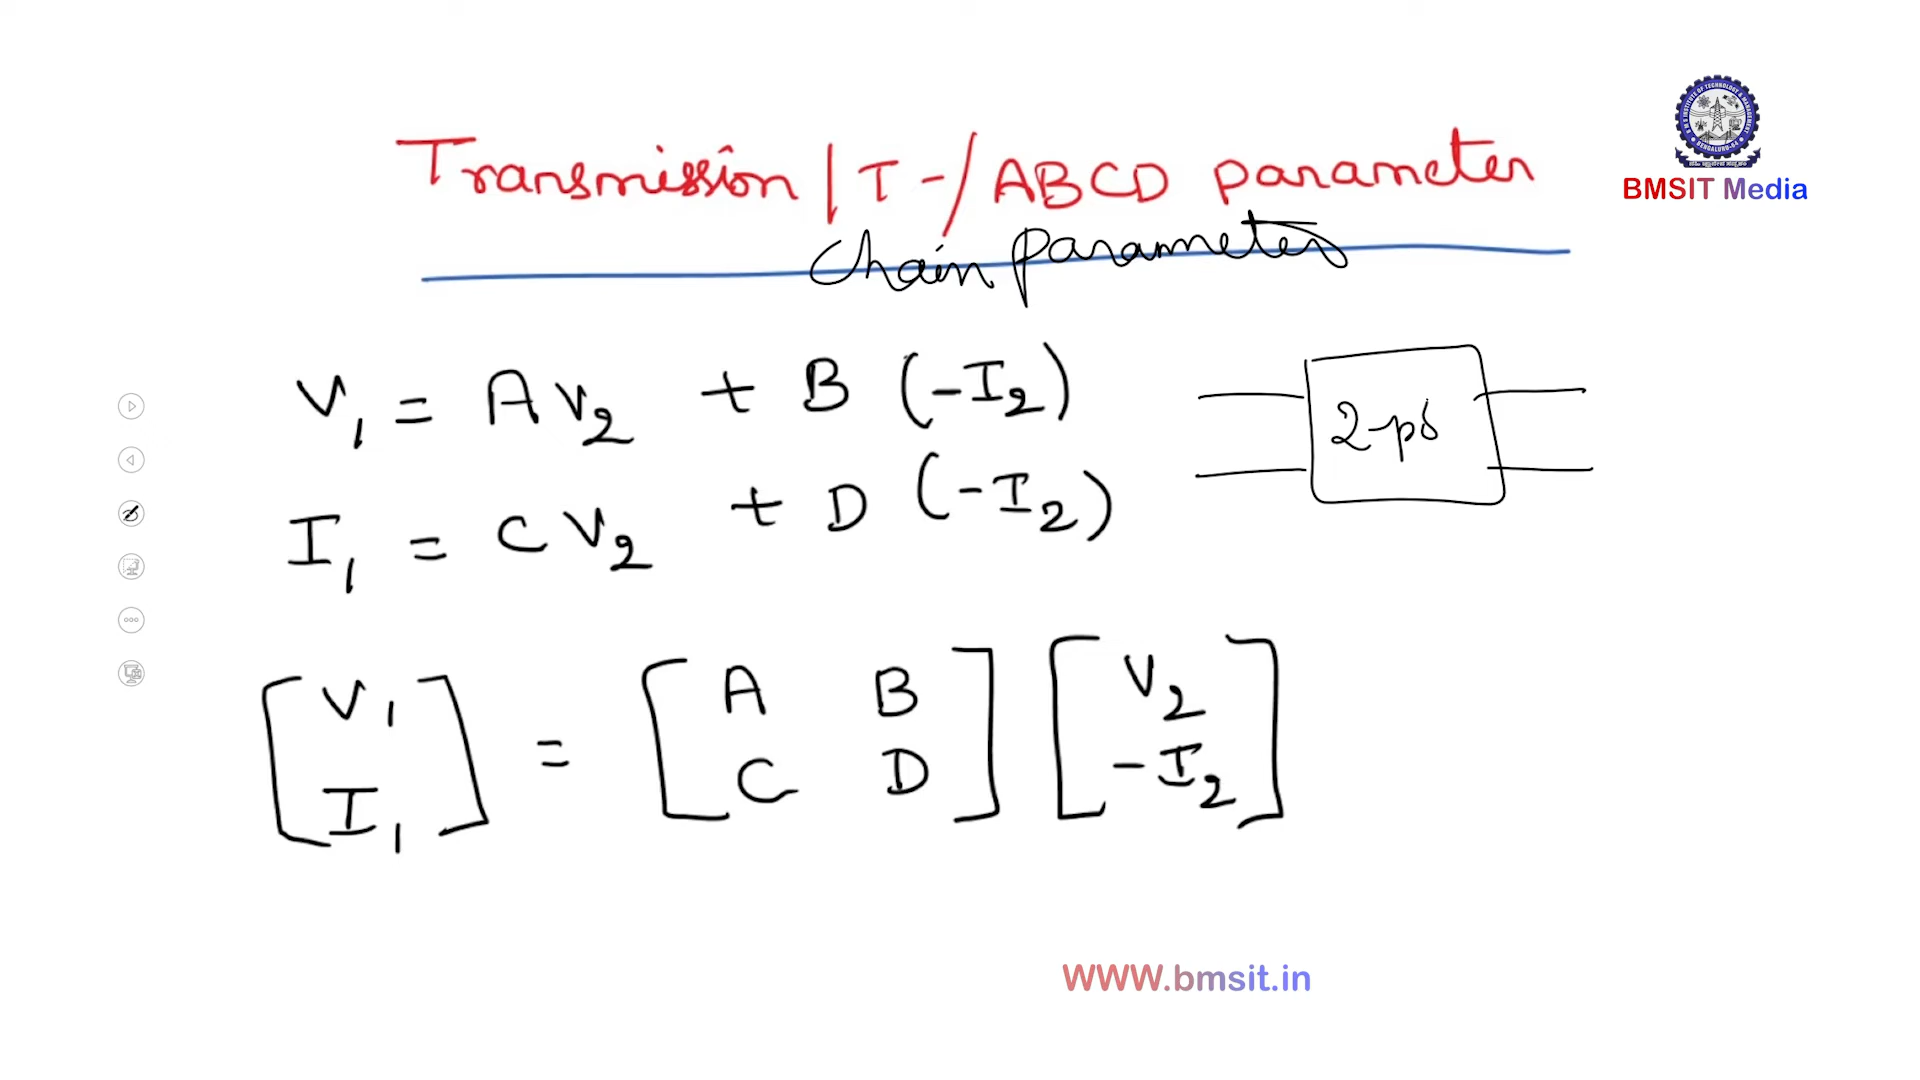 Transmission | T - / ABCD parameter
Chain parameter
BMSIT Media
V1 = AV2 + B (-I2)
I1 = CV2 + D (-I2)
2-po
[V1 I1] = [A B C D] [V2 -I2]
WWW.bmsit.in